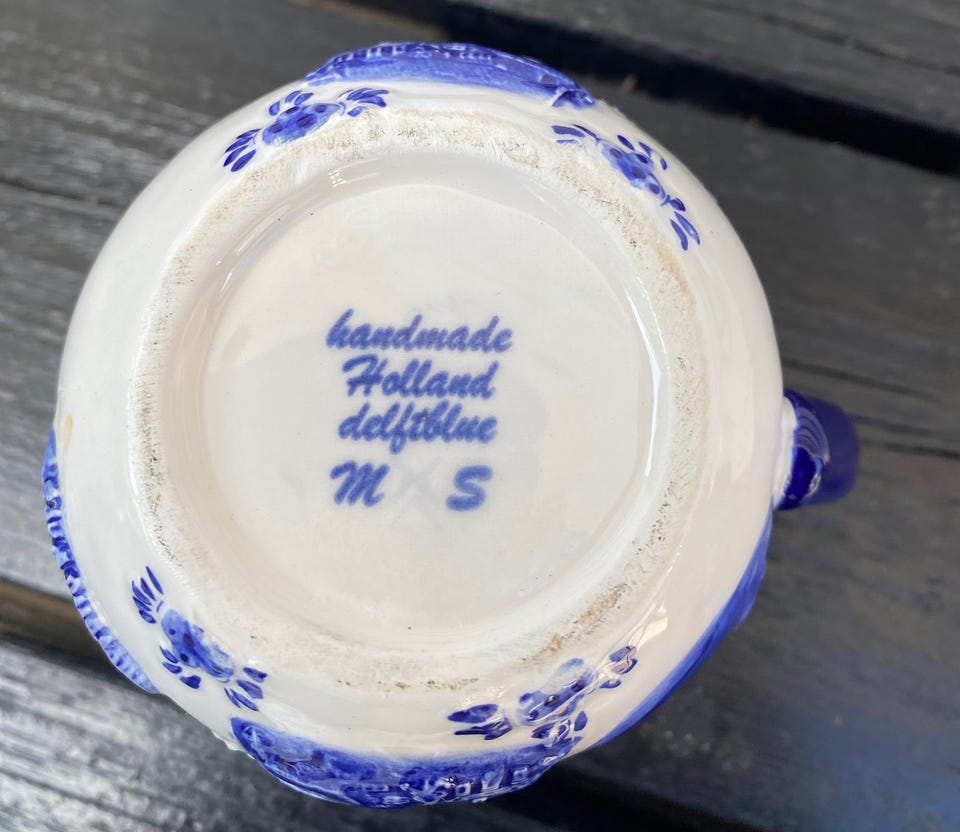 handmade
Holland
delftblue
M X S